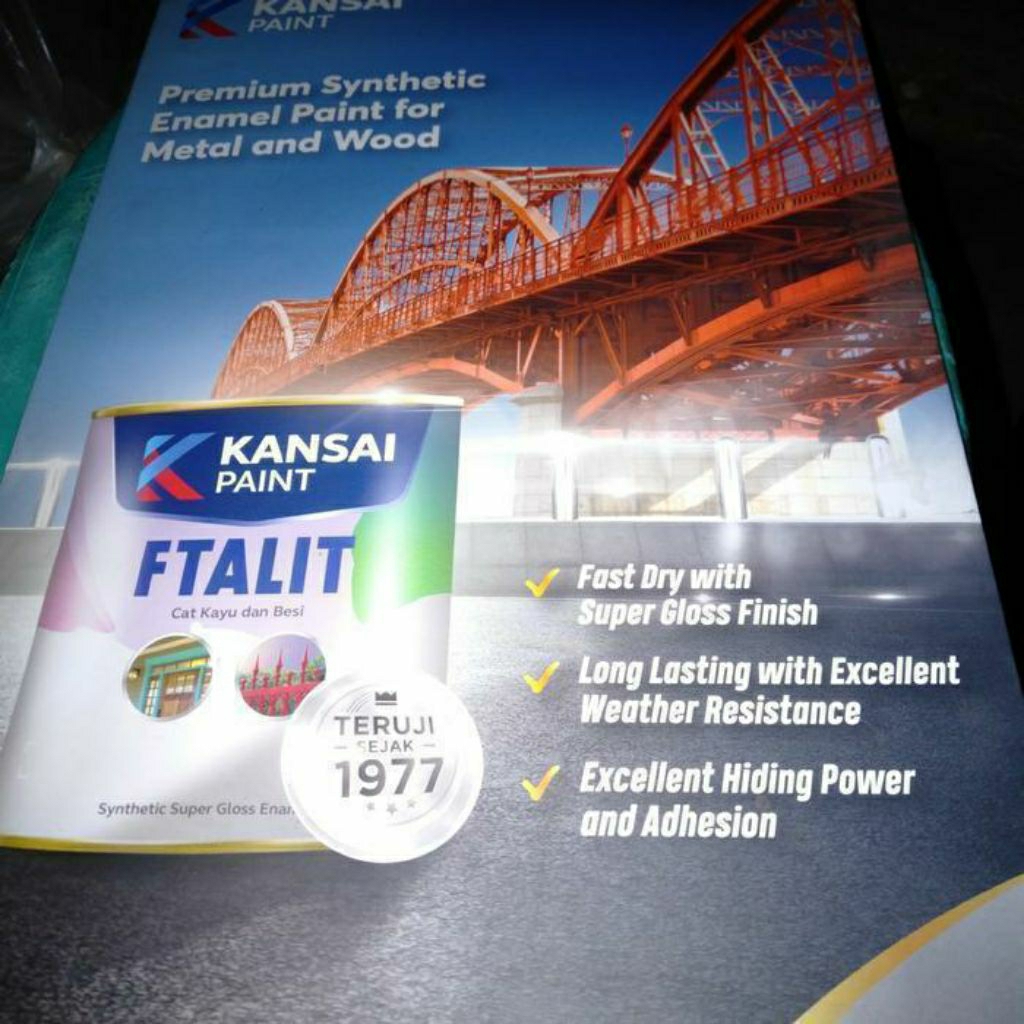 KANSAI
PAINT
Premium Synthetic
Enamel Paint for
Metal and Wood
KANSAI
PAINT
FTALIT
Cat Kayu dan Besi
TERUJI
SEJAK
1977
Synthetic Super Gloss
Fast Dry with
Super Gloss Finish
Long Lasting with Excellent
Weather Resistance
Excellent Hiding Power
and Adhesion